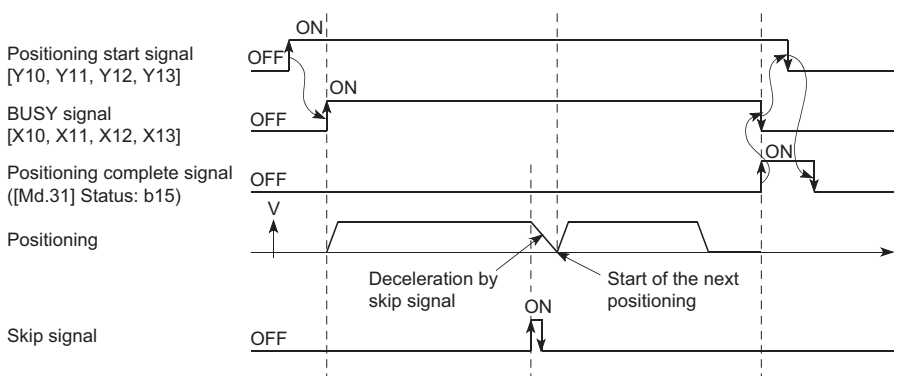 ON
Positioning start signal
[Y10, Y11, Y12, Y13]
OFF
ON
BUSY signal
[X10, X11, X12, X13]
OFF
ON
Positioning complete signal
([Md.31] Status: b15)
OFF
V
Positioning
Deceleration by
skip signal
Start of the next
positioning
ON
Skip signal
OFF